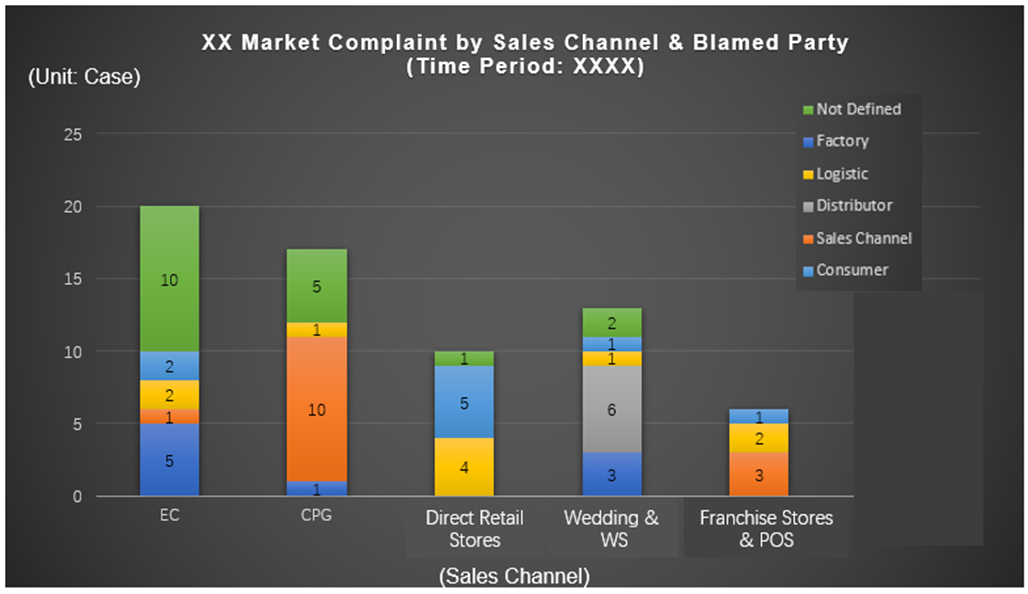 XX Market Complaint by Sales Channel & Blamed Party
(Time Period: XXXX)
(Unit: Case)
Not Defined
Factory
Logistic
Distributor
Sales Channel
Consumer
25
20
15
10
5
0
10
2
2
1
5
5
1
10
1
1
5
4
2
1
1
6
3
1
2
3
EC
CPG
Direct Retail
Stores
Wedding &
WS
Franchise Stores
& POS
(Sales Channel)